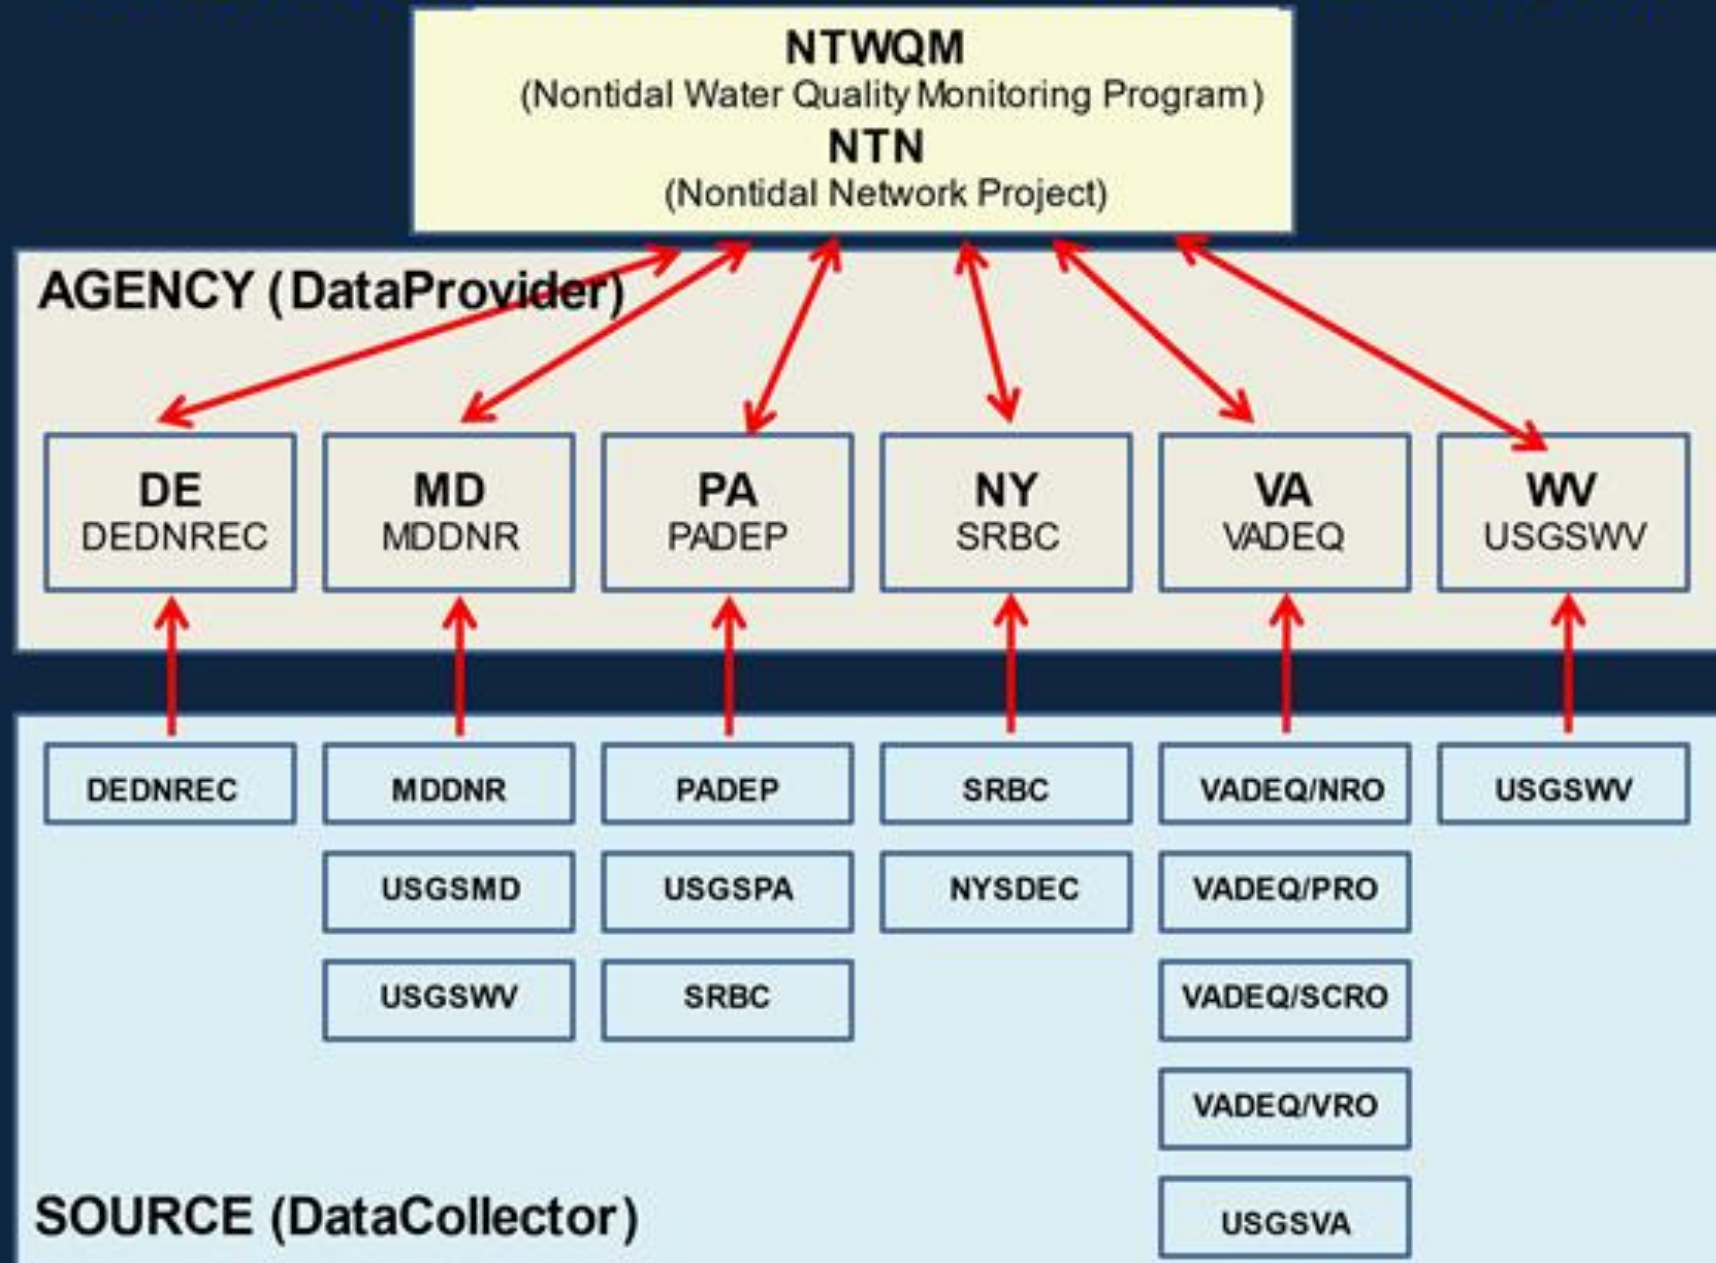 NTWQM
(Nontidal Water Quality Monitoring Program)
NTN
(Nontidal Network Project)
AGENCY (DataProvider)
DE
DEDNREC
MD
MDDNR
PA
PADEP
NY
SRBC
VA
VADEQ
WV
USGSWV
DEDNREC
MDDNR
PADEP
SRBC
VADEQ/NRO
USGSWV
USGSMD
USGSPA
NYSDEC
VADEQ/PRO
USGSWV
SRBC
VADEQ/SCRO
VADEQ/VRO
SOURCE (DataCollector)
USGSVA